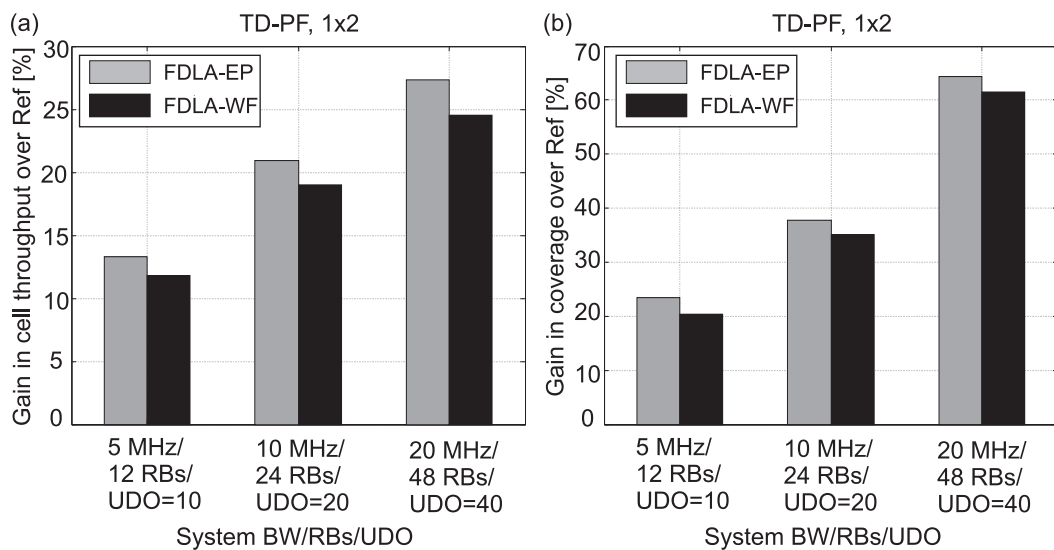 (a)
TD-PF, 1x2
Gain in cell throughput over Ref [%]
30
25
20
15
10
5
0
FDLA-EP
FDLA-WF
5 MHz/
12 RBs/
UDO=10
10 MHz/
24 RBs/
UDO=20
20 MHz/
48 RBs/
UDO=40
System BW/RBs/UDO
(b)
TD-PF, 1x2
Gain in coverage over Ref [%]
70
60
50
40
30
20
10
0
FDLA-EP
FDLA-WF
5 MHz/
12 RBs/
UDO=10
10 MHz/
24 RBs/
UDO=20
20 MHz/
48 RBs/
UDO=40
System BW/RBs/UDO